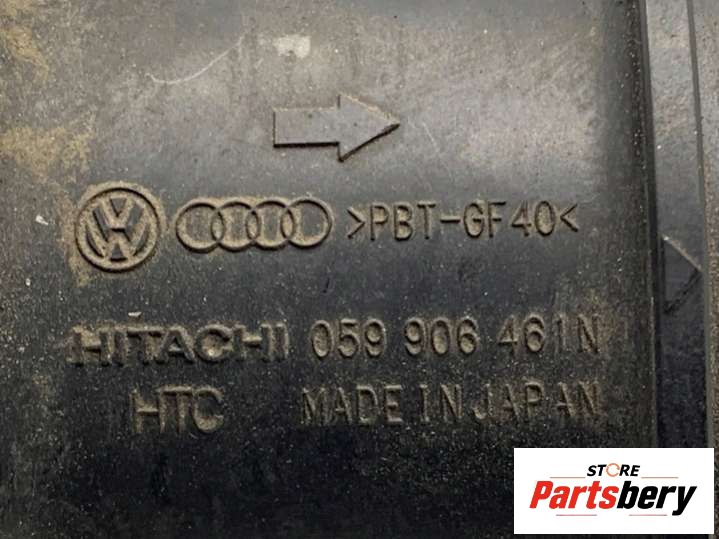 >PBT-GF40<
HITACHI 059 906 461N
HTC MADE IN JAPAN
STORE
Partsbery